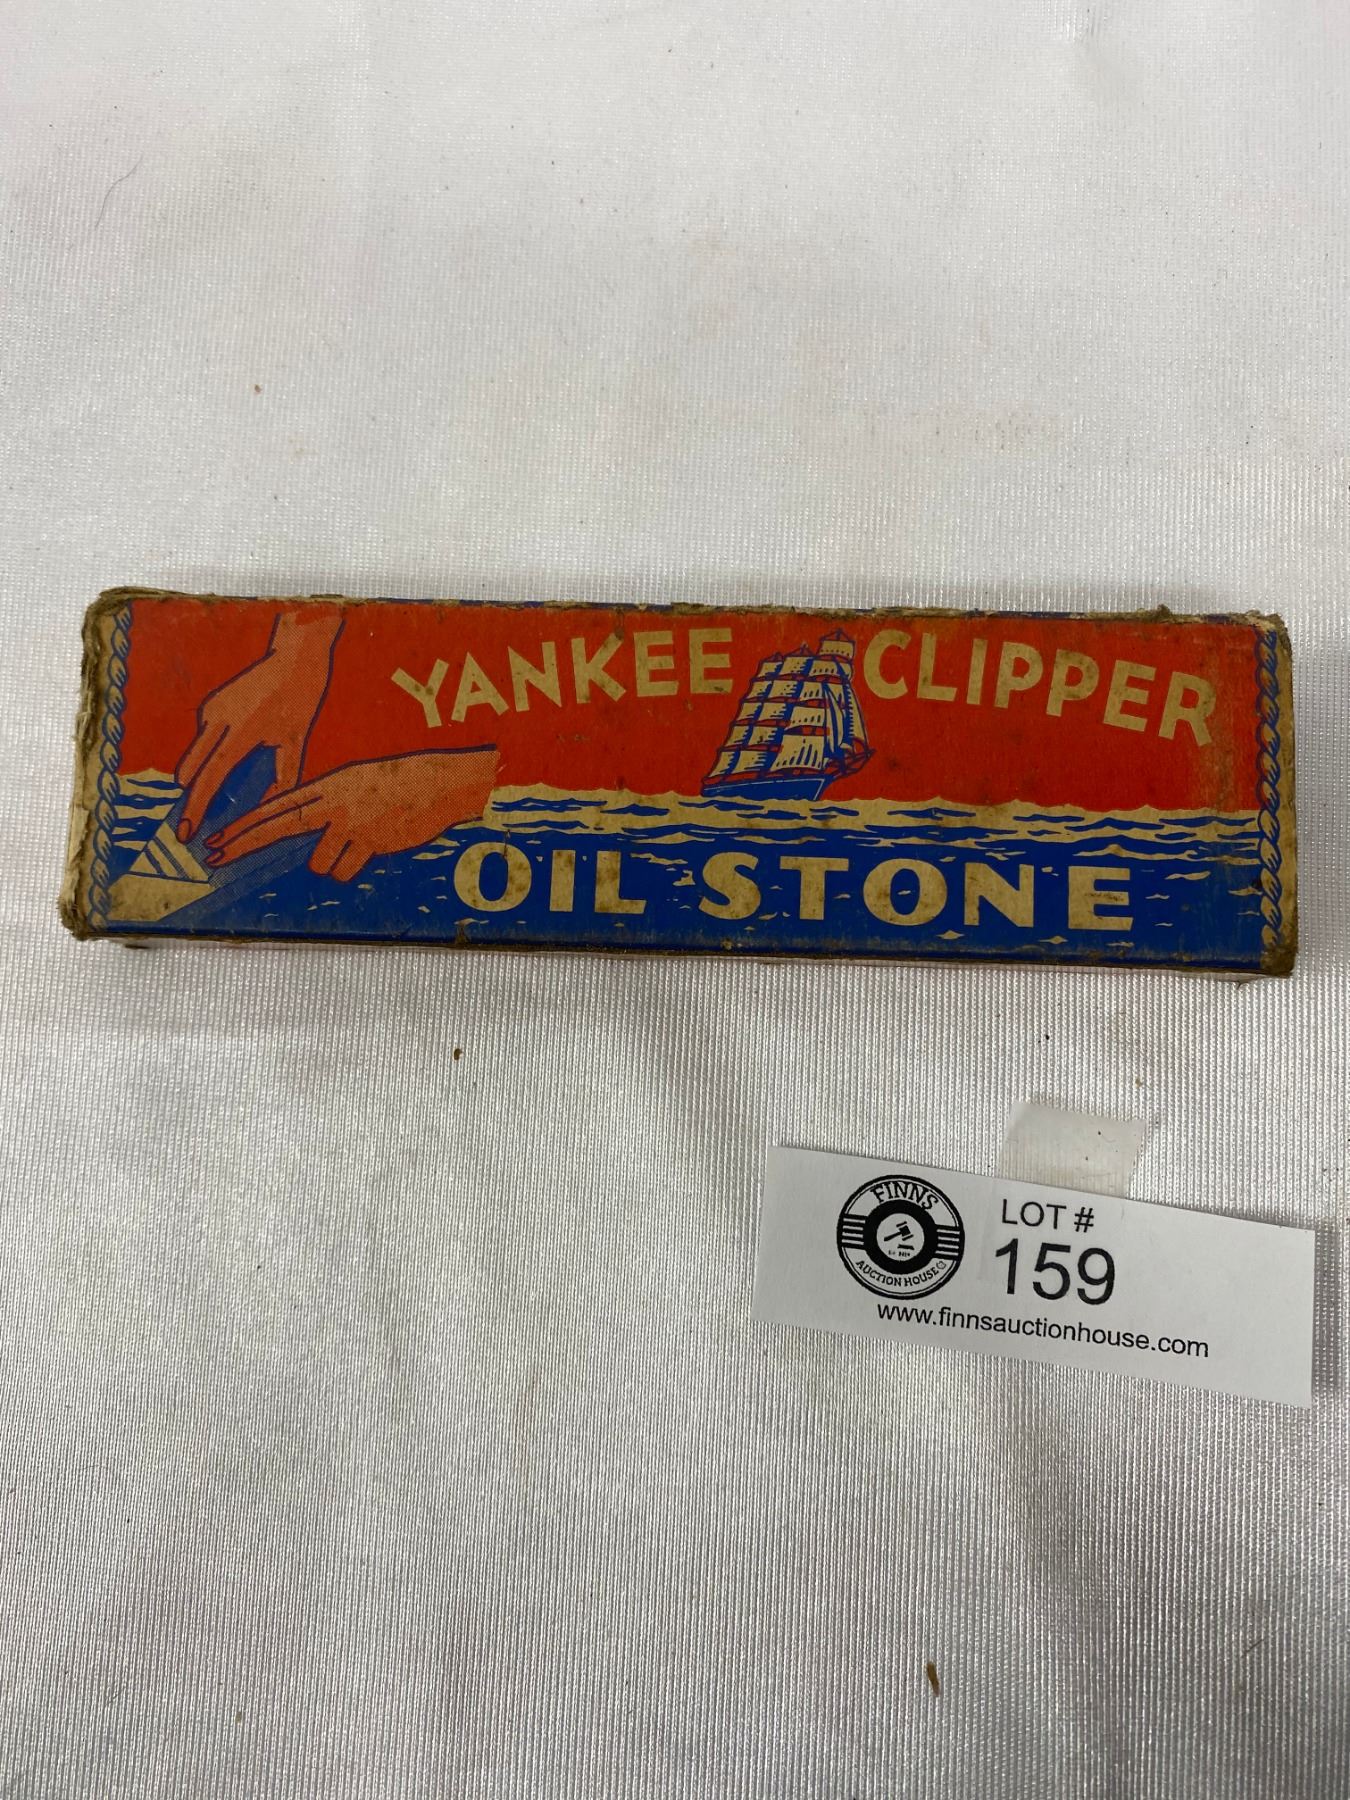 YANKEE CLIPPER
OIL STONE
FINNS
AUCTION HOUSE
LOT #
159
www.finnsauctionhouse.com